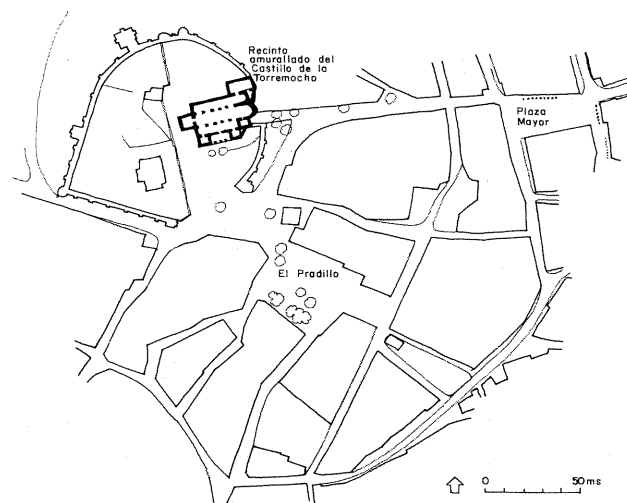 Recinto
amurallado del
Castillo de la
Torremocho
Plaza
Mayor
El Pradillo
0 50ms